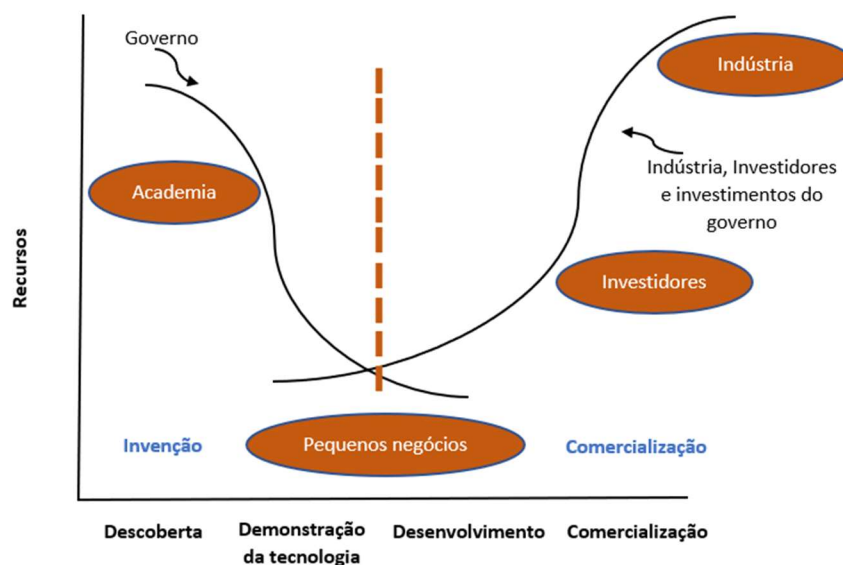 Governo
Indústria
Academia
Indústria, Investidores
e investimentos do
governo
Recursos
Investidores
Invenção
Pequenos negócios
Comercialização
Descoberta
Demonstração
da tecnologia
Desenvolvimento
Comercialização